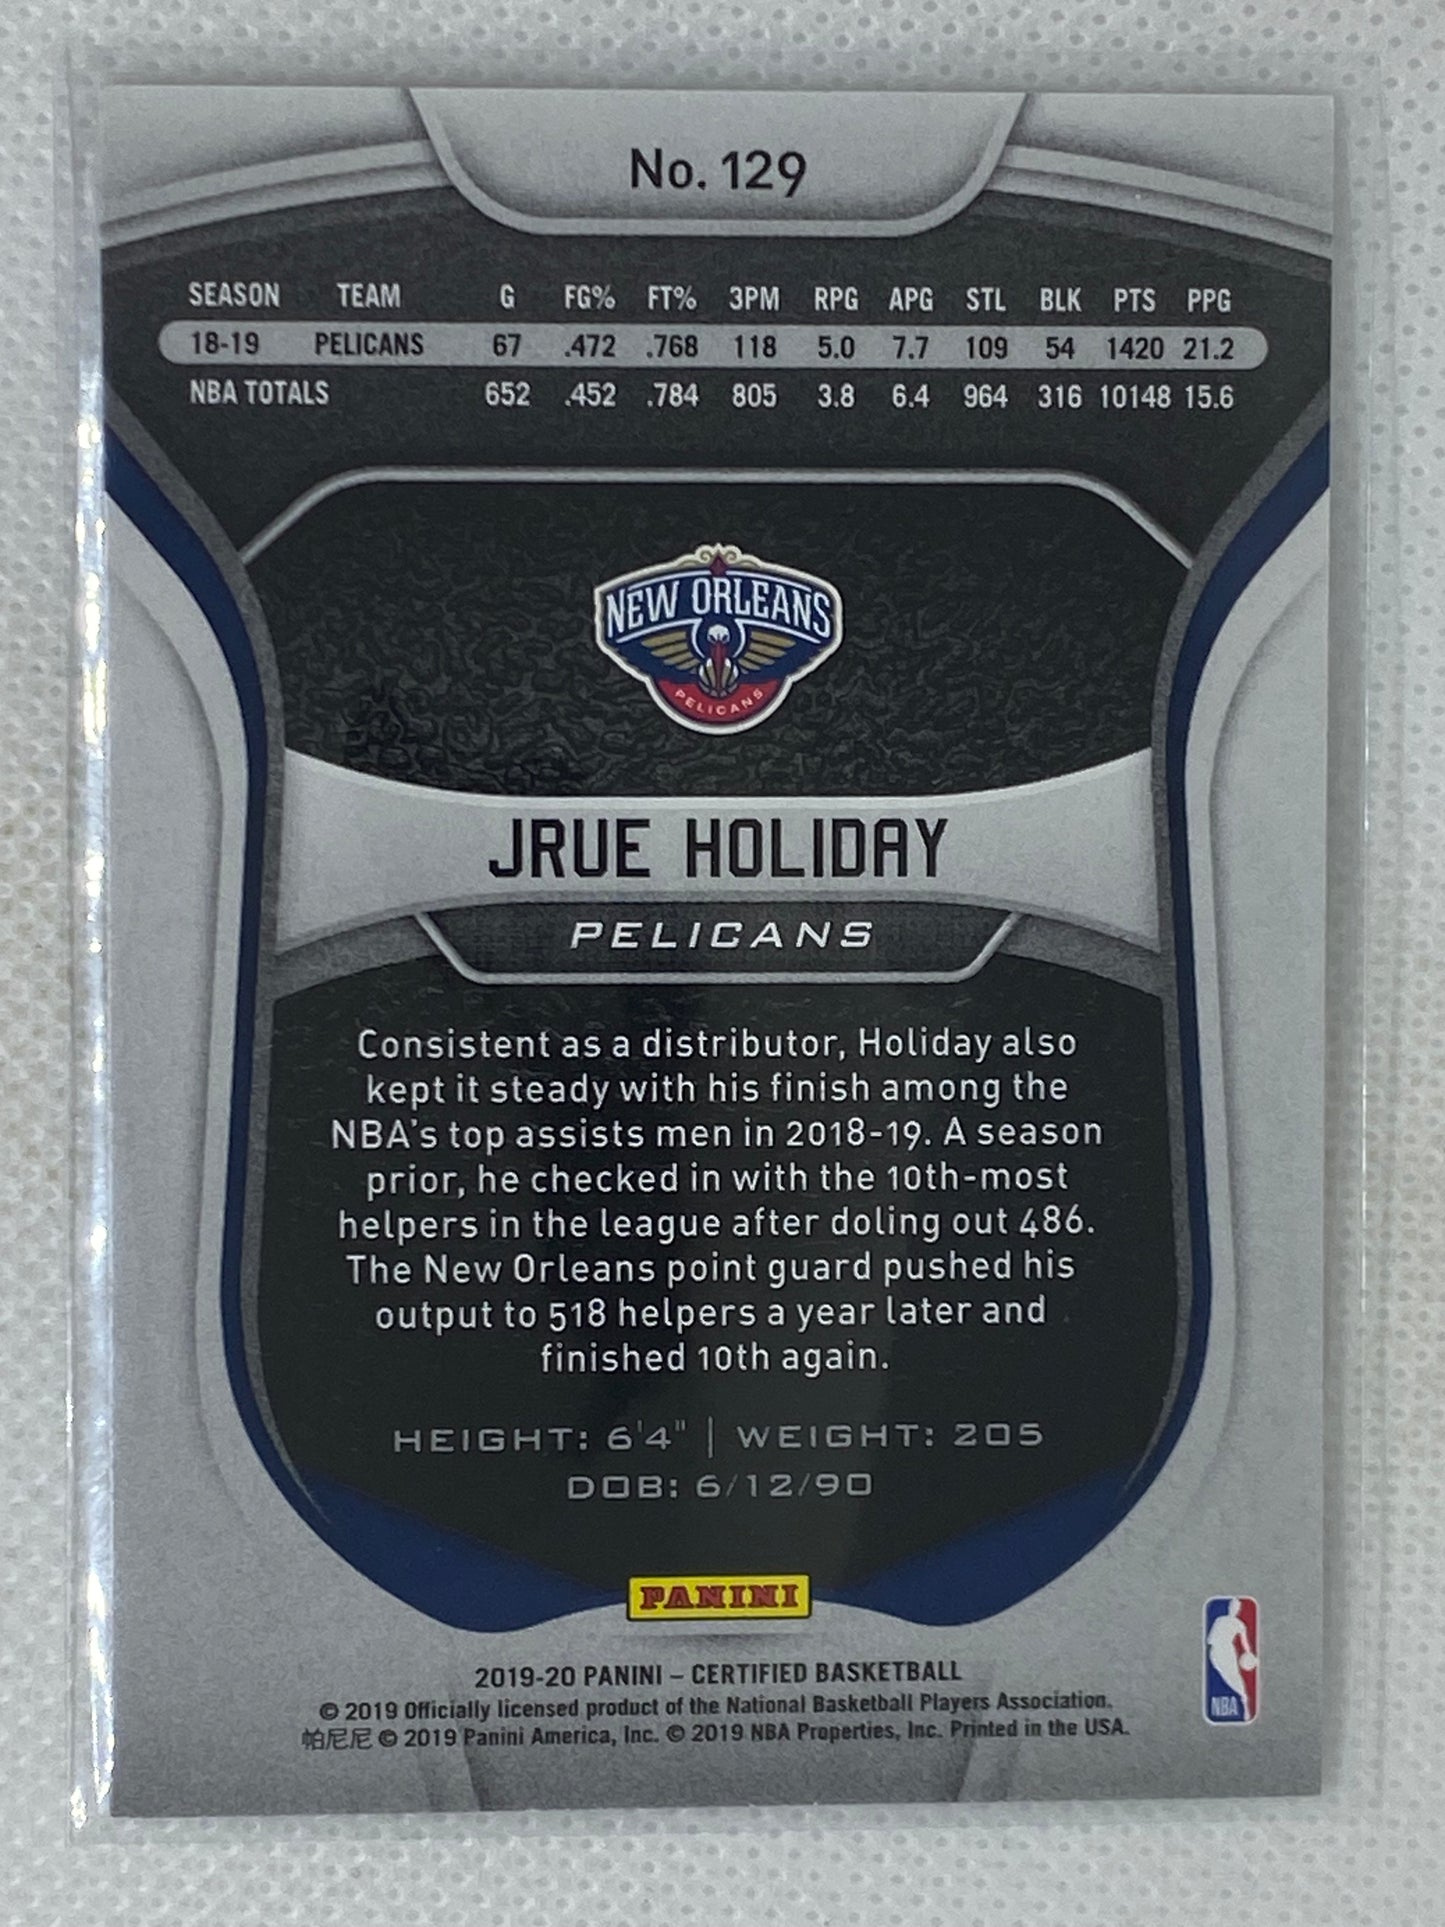 No. 129
SEASON TEAM G FG% FT% 3PM RPG APG STL BLK PTS PPG
18-19 PELICANS 67 .472 .768 118 5.0 7.7 109 54 1420 21.2
NBA TOTALS 652 .452 .784 805 3.8 6.4 964 316 10148 15.6
NEW ORLEANS
PELICANS
JRUE HOLIDAY
PELICANS
Consistent as a distributor, Holiday also
kept it steady with his finish among the
NBA's top assists men in 2018-19. A season
prior, he checked in with the 10th-most
helpers in the league after doling out 486.
The New Orleans point guard pushed his
output to 518 helpers a year later and
finished 10th again.
HEIGHT: 6'4" | WEIGHT: 205
DOB: 6/12/90
PANINI
2019-20 PANINI – CERTIFIED BASKETBALL
© 2019 Officially licensed product of the National Basketball Players Association.
帕尼尼 © 2019 Panini America, Inc. © 2019 NBA Properties, Inc. Printed in the USA.
NBA